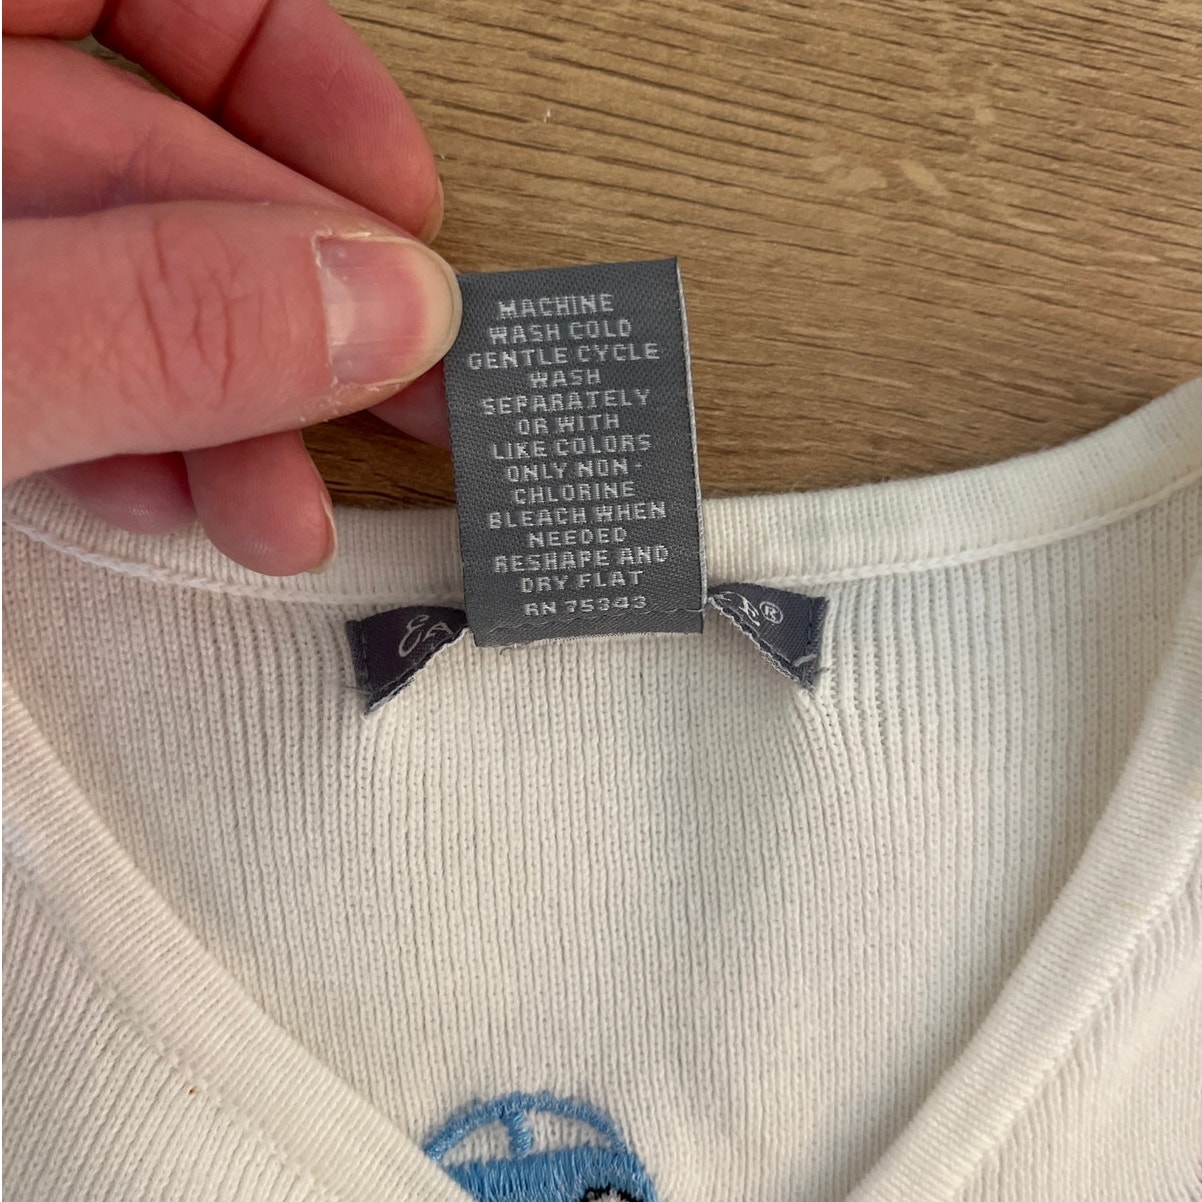 MACHINE
WASH COLD
GENTLE CYCLE
WASH
SEPARATELY
OR WITH
LIKE COLORS
ONLY NON-
CHLORINE
BLEACH WHEN
NEEDED
RESHAPE AND
DRY FLAT
RN 75343
®